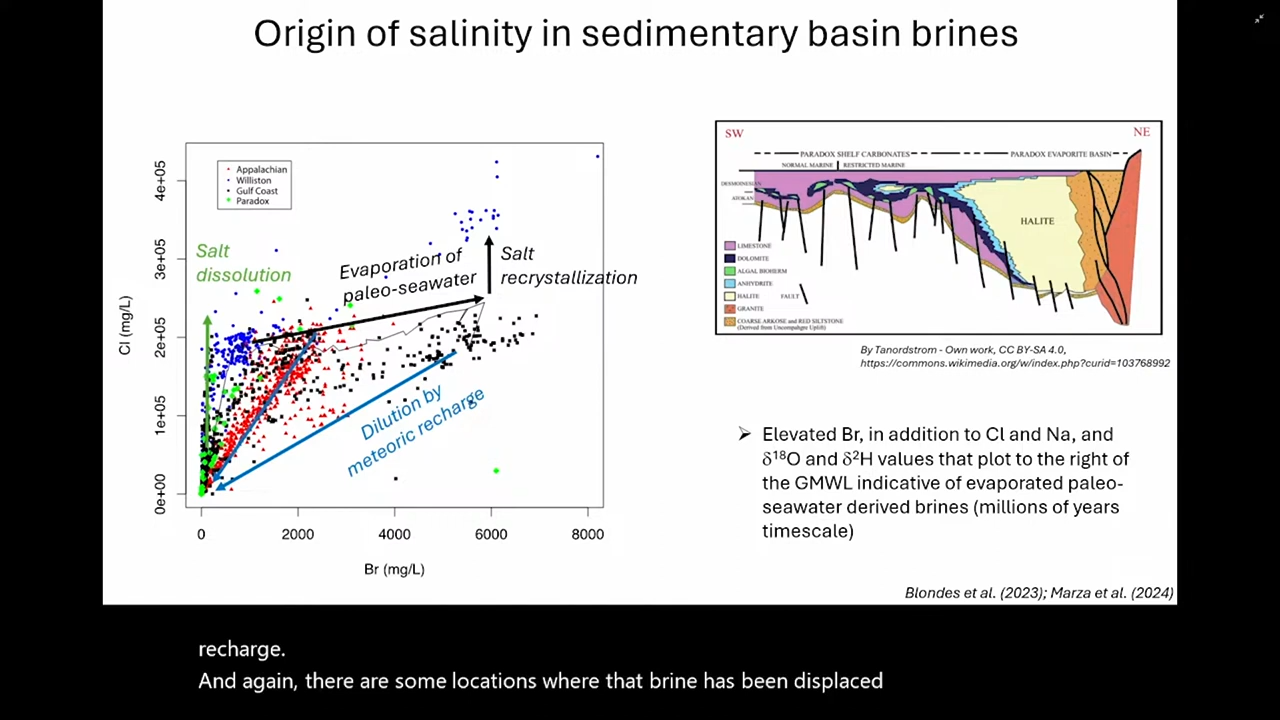 Origin of salinity in sedimentary basin brines
Cl (mg/L)
4e+05
3e+05
2e+05
1e+05
0e+00
Appalachian
Williston
Gulf Coast
Paradox
Salt
dissolution
Evaporation of
paleo-seawater
Salt
recrystallization
Dilution by
meteoric recharge
0
2000
4000
6000
8000
Br (mg/L)
SW
NE
PARADOX SHELF CARBONATES
PARADOX EVAPORITE BASIN
NORMAL MARINE
RESTRICTED MARINE
DESMOINESIAN
ATOKAN
HALITE
LIMESTONE
DOLOMITE
ALGAL BIOHERM
ANHYDRITE
HALITE
FAULT
GRANITE
COARSE ARKOSE and RED SILTSTONE
(Derived from Uncompahgre Uplift)
By Tanordstrom - Own work, CC BY-SA 4.0,
https://commons.wikimedia.org/w/index.php?curid=103768992
➢ Elevated Br, in addition to Cl and Na, and
δ¹⁸O and δ²H values that plot to the right of
the GMWL indicative of evaporated paleo-
seawater derived brines (millions of years
timescale)
Blondes et al. (2023); Marza et al. (2024)
recharge.
And again, there are some locations where that brine has been displaced